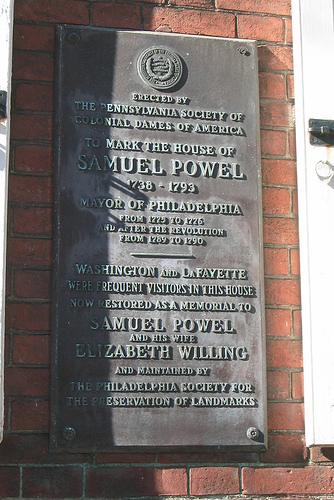 ERECTED BY
THE PENNSYLVANIA SOCIETY OF
COLONIAL DAMES OF AMERICA
TO MARK THE HOUSE OF
SAMUEL POWEL
1738 - 1793
MAYOR OF PHILADELPHIA
FROM 1775 TO 1776
AND AFTER THE REVOLUTION
FROM 1789 TO 1790
WASHINGTON AND LAFAYETTE
WERE FREQUENT VISITORS IN THIS HOUSE
NOW RESTORED AS A MEMORIAL TO
SAMUEL POWEL
AND HIS WIFE
ELIZABETH WILLING
AND MAINTAINED BY
THE PHILADELPHIA SOCIETY FOR
THE PRESERVATION OF LANDMARKS